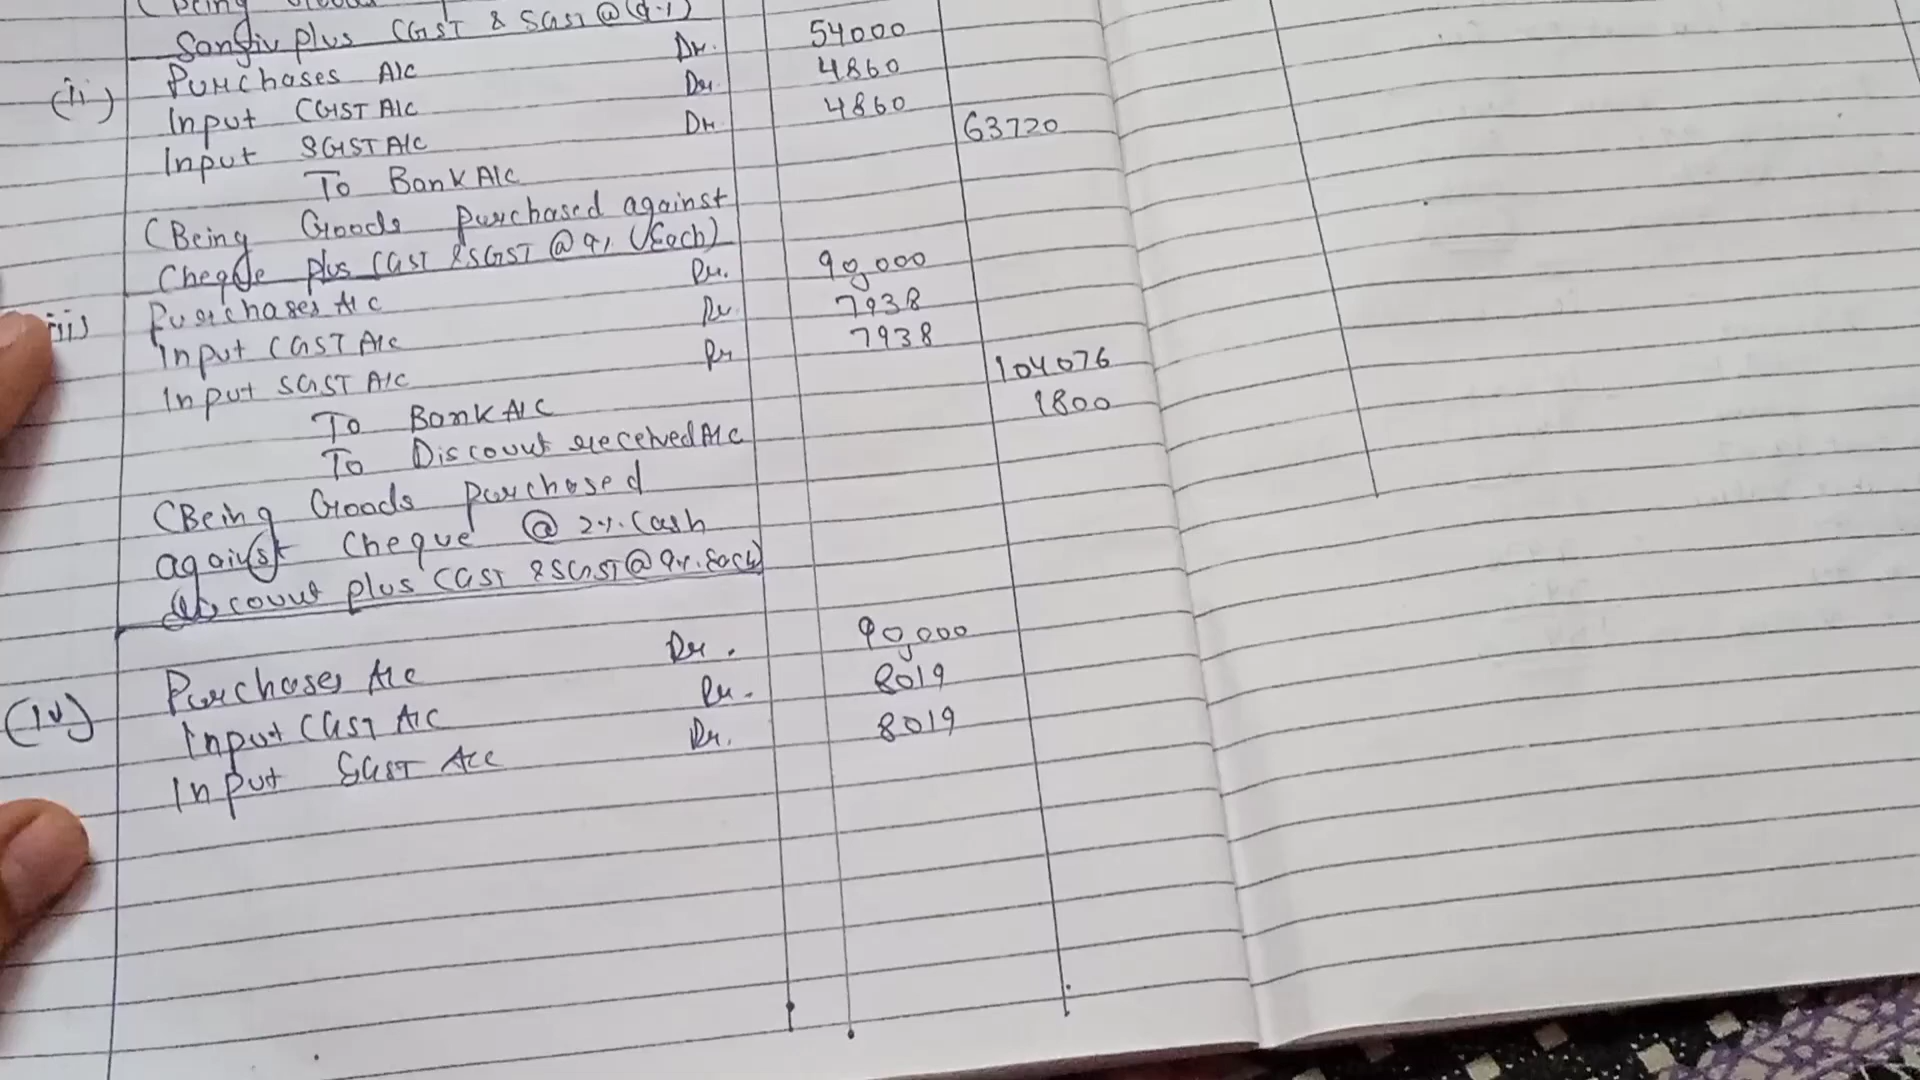 (Being Goods
Sangiv plus CGST & SGST @ (9%)
(ii) Purchases A/c Dr. 54000
Input CGST A/c Dr. 4860
Input SGST A/c Dr. 4860
To Bank A/c 63720
(Being Goods purchased against
Cheque plus CGST & SGST @ 9% (Each)
(iii) Purchases A/c Dr. 90,000
Input CGST A/c Dr. 7938
Input SGST A/c Dr 7938
To Bank A/c 104076
To Discount received A/c 1800
(Being Goods purchased
against Cheque @ 2%. Cash
discount plus CGST & SGST @ 9%. Each)
(iv) Purchases A/c Dr. 90,000
Input CGST A/c Dr. 8019
Input SGST A/c Dr. 8019